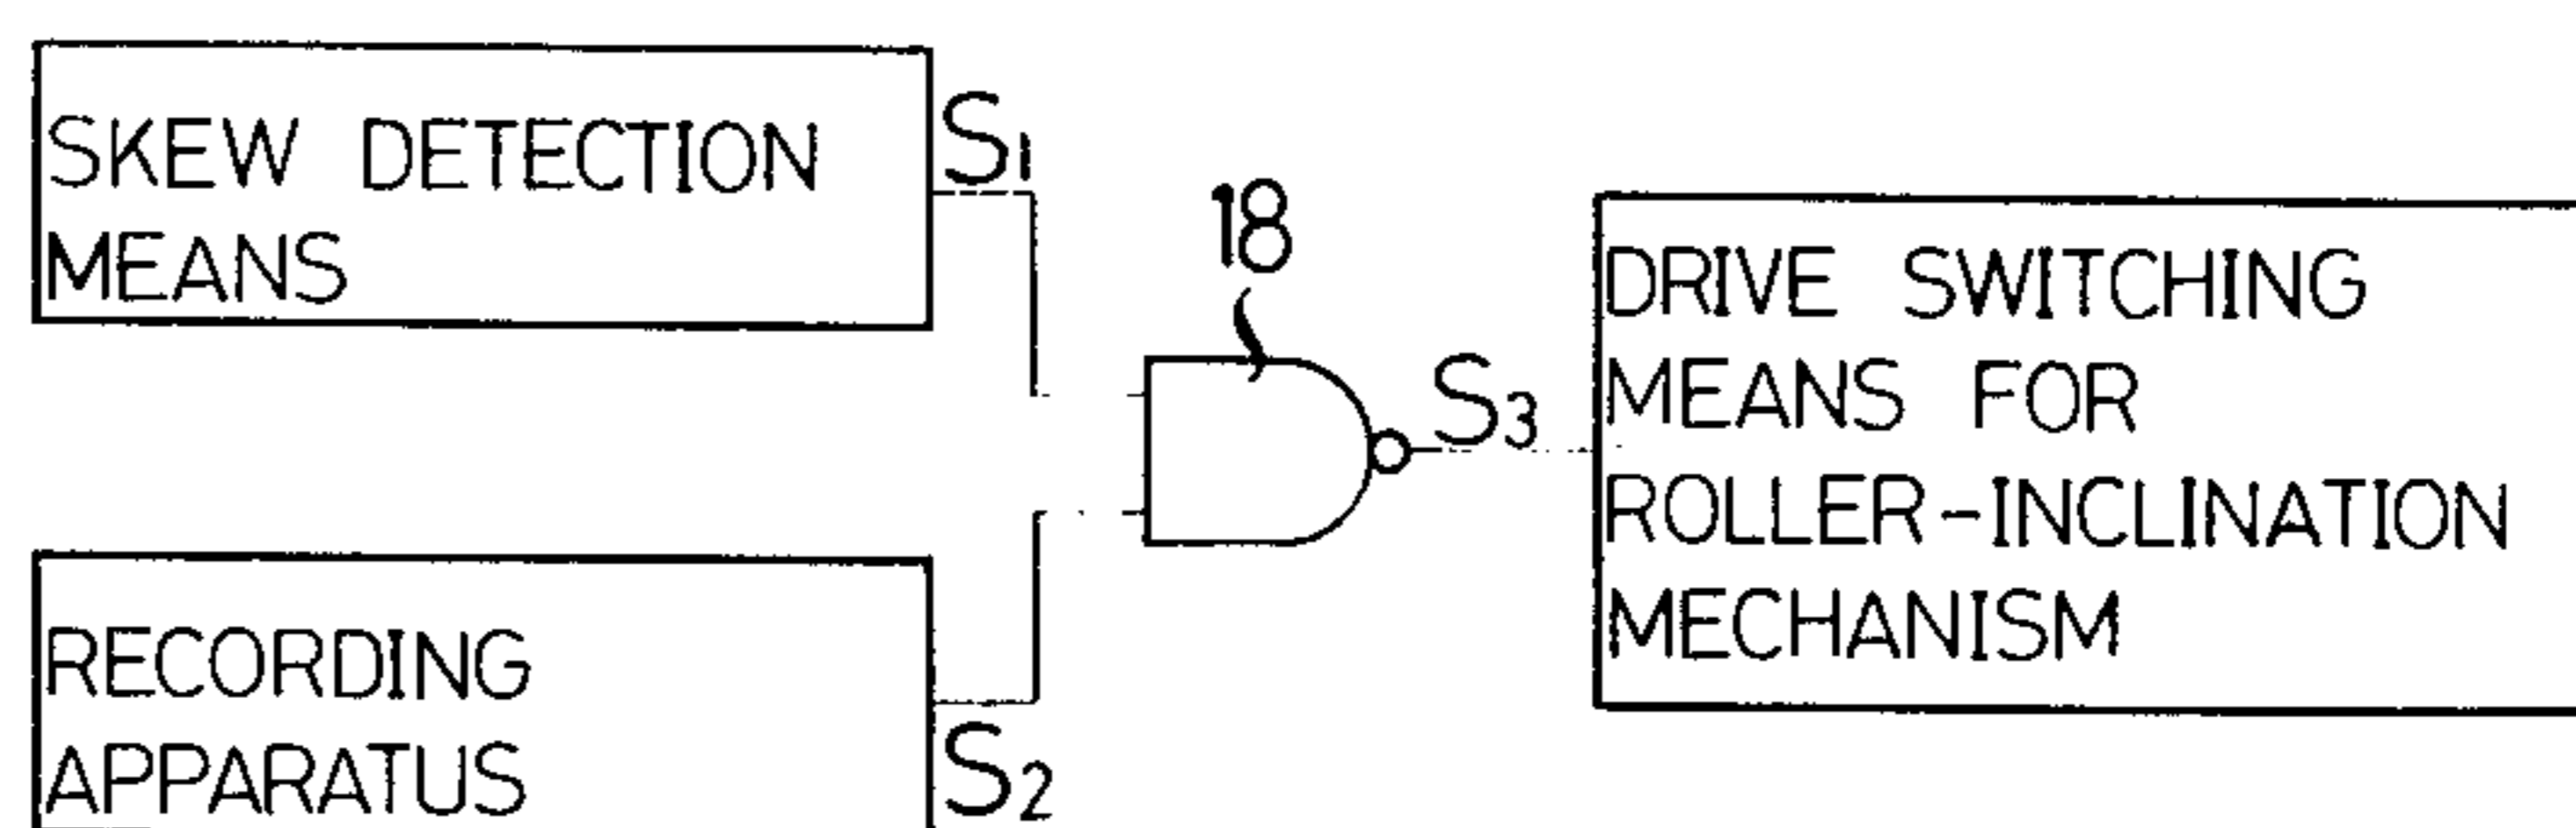 SKEW DETECTION
MEANS
S1
18
S3
DRIVE SWITCHING
MEANS FOR
ROLLER-INCLINATION
MECHANISM
RECORDING
APPARATUS
S2